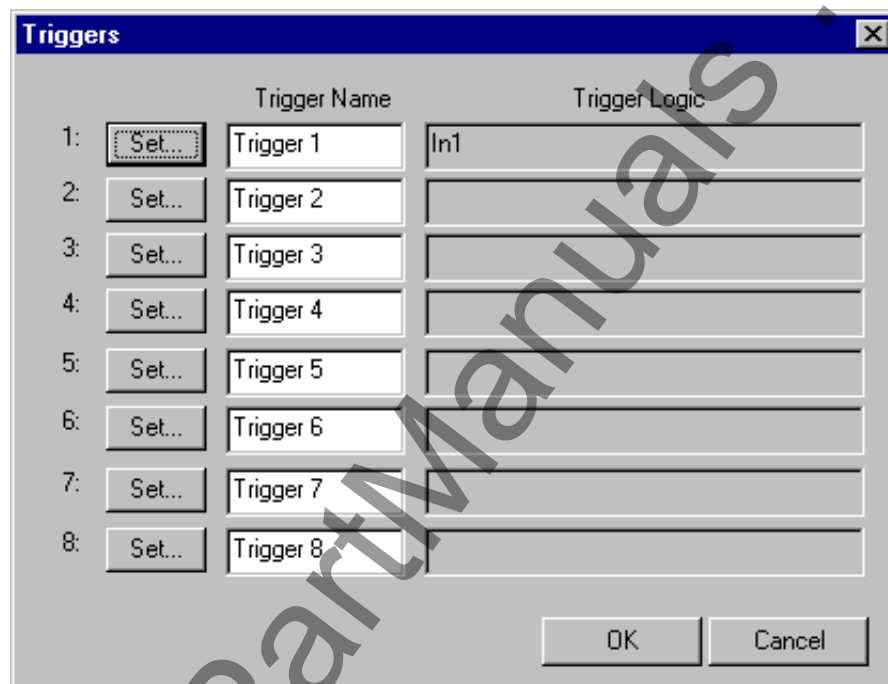 Triggers
Trigger Name Trigger Logic
1: Set... Trigger 1 In1
2: Set... Trigger 2
3: Set... Trigger 3
4: Set... Trigger 4
5: Set... Trigger 5
6: Set... Trigger 6
7: Set... Trigger 7
8: Set... Trigger 8
OK Cancel
PartManuals .